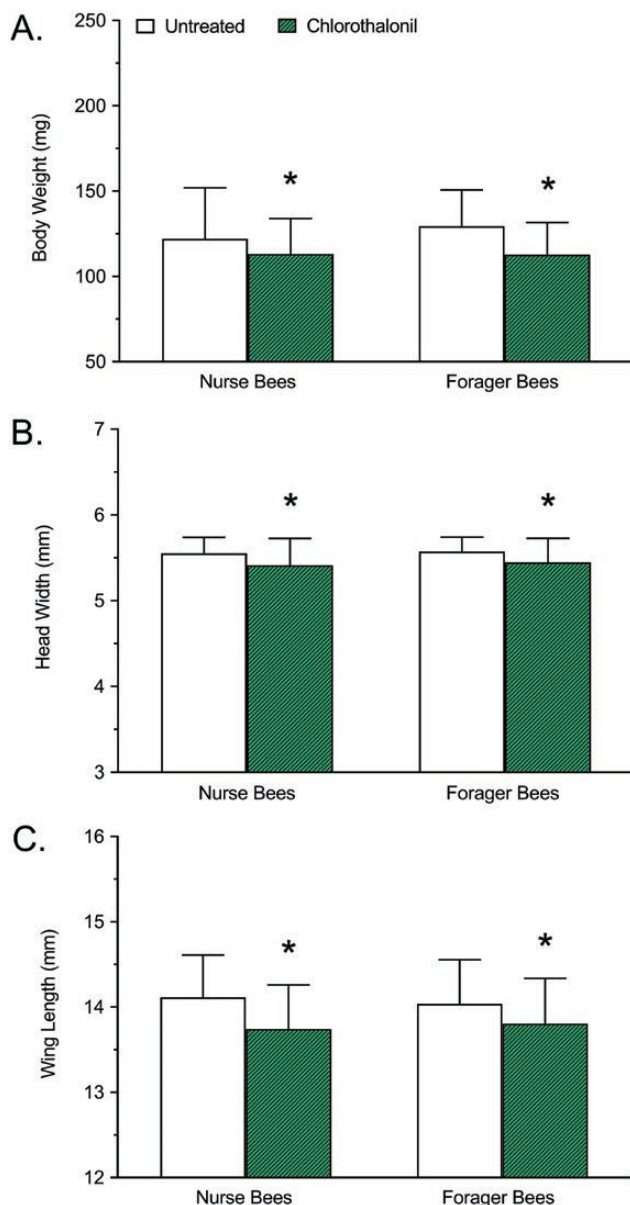 A.
Untreated Chlorothalonil
250
200
150
100
50
Body Weight (mg)
*
*
Nurse Bees Forager Bees
B.
7
6
5
4
3
Head Width (mm)
*
*
Nurse Bees Forager Bees
C.
16
15
14
13
12
Wing Length (mm)
*
*
Nurse Bees Forager Bees